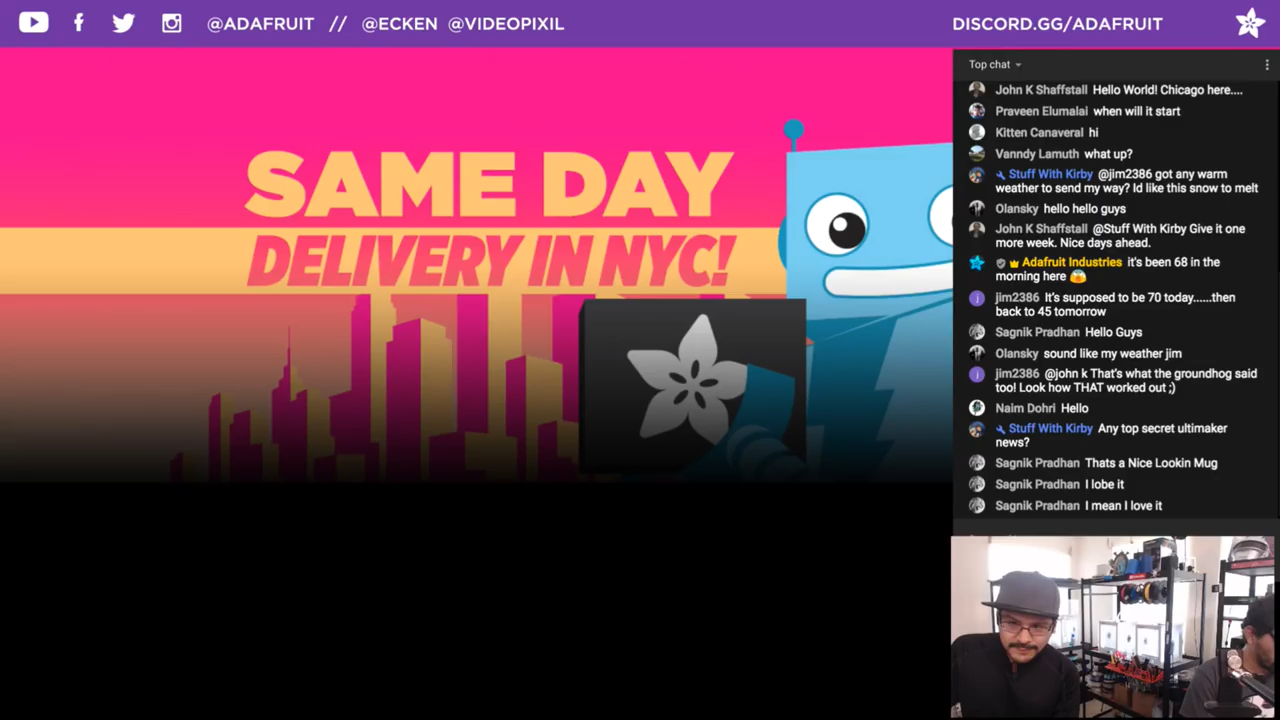 @ADAFRUIT // @ECKEN @VIDEOPIXIL
DISCORD.GG/ADAFRUIT
SAME DAY
DELIVERY IN NYC!
Top chat
John K Shaffstall Hello World! Chicago here....
Praveen Elumalai when will it start
Kitten Canaveral hi
Vanndy Lamuth what up?
Stuff With Kirby @jim2386 got any warm
weather to send my way? Id like this snow to melt
Olansky hello hello guys
John K Shaffstall @Stuff With Kirby Give it one
more week. Nice days ahead.
Adafruit Industries it's been 68 in the
morning here 😱
jim2386 It's supposed to be 70 today......then
back to 45 tomorrow
Sagnik Pradhan Hello Guys
Olansky sound like my weather jim
jim2386 @john k That's what the groundhog said
too! Look how THAT worked out ;)
Naim Dohri Hello
Stuff With Kirby Any top secret ultimaker
news?
Sagnik Pradhan Thats a Nice Lookin Mug
Sagnik Pradhan I lobe it
Sagnik Pradhan I mean I love it